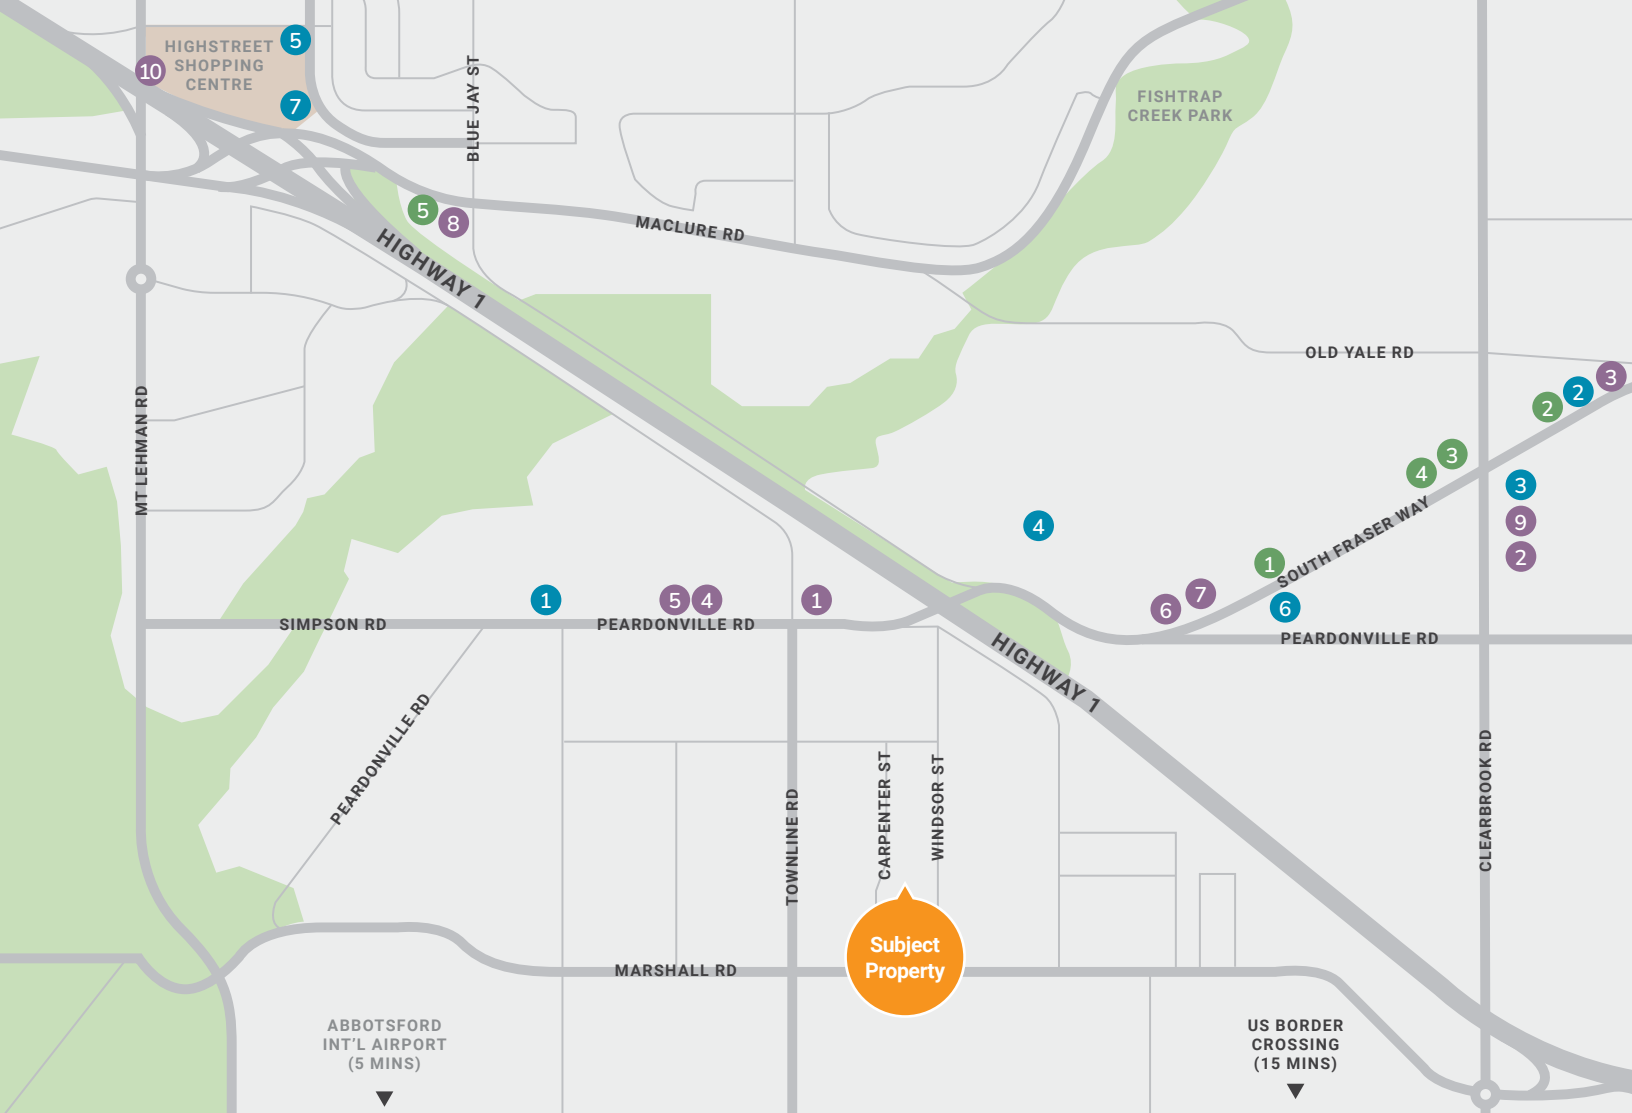 HIGHSTREET
SHOPPING
CENTRE
5
10
7
BLUE JAY ST
FISHTRAP
CREEK PARK
5
8
MACLURE RD
HIGHWAY 1
OLD YALE RD
3
2
2
MT LEHMAN RD
3
4
3
9
2
SOUTH FRASER WAY
4
1
1
5
4
1
6
7
6
SIMPSON RD
PEARDONVILLE RD
PEARDONVILLE RD
HIGHWAY 1
PEARDONVILLE RD
TOWNLINE RD
CARPENTER ST
WINDSOR ST
CLEARBROOK RD
Subject
Property
MARSHALL RD
ABBOTSFORD
INT'L AIRPORT
(5 MINS)
US BORDER
CROSSING
(15 MINS)